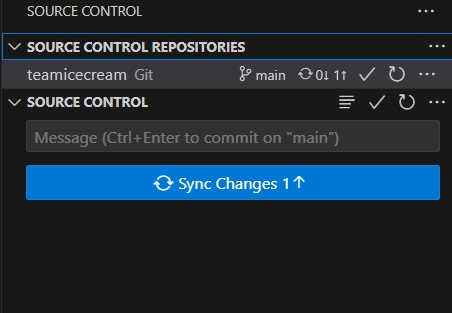 SOURCE CONTROL
SOURCE CONTROL REPOSITORIES
teamicecream Git main 0↓ 1↑
SOURCE CONTROL
Message (Ctrl+Enter to commit on "main")
Sync Changes 1↑